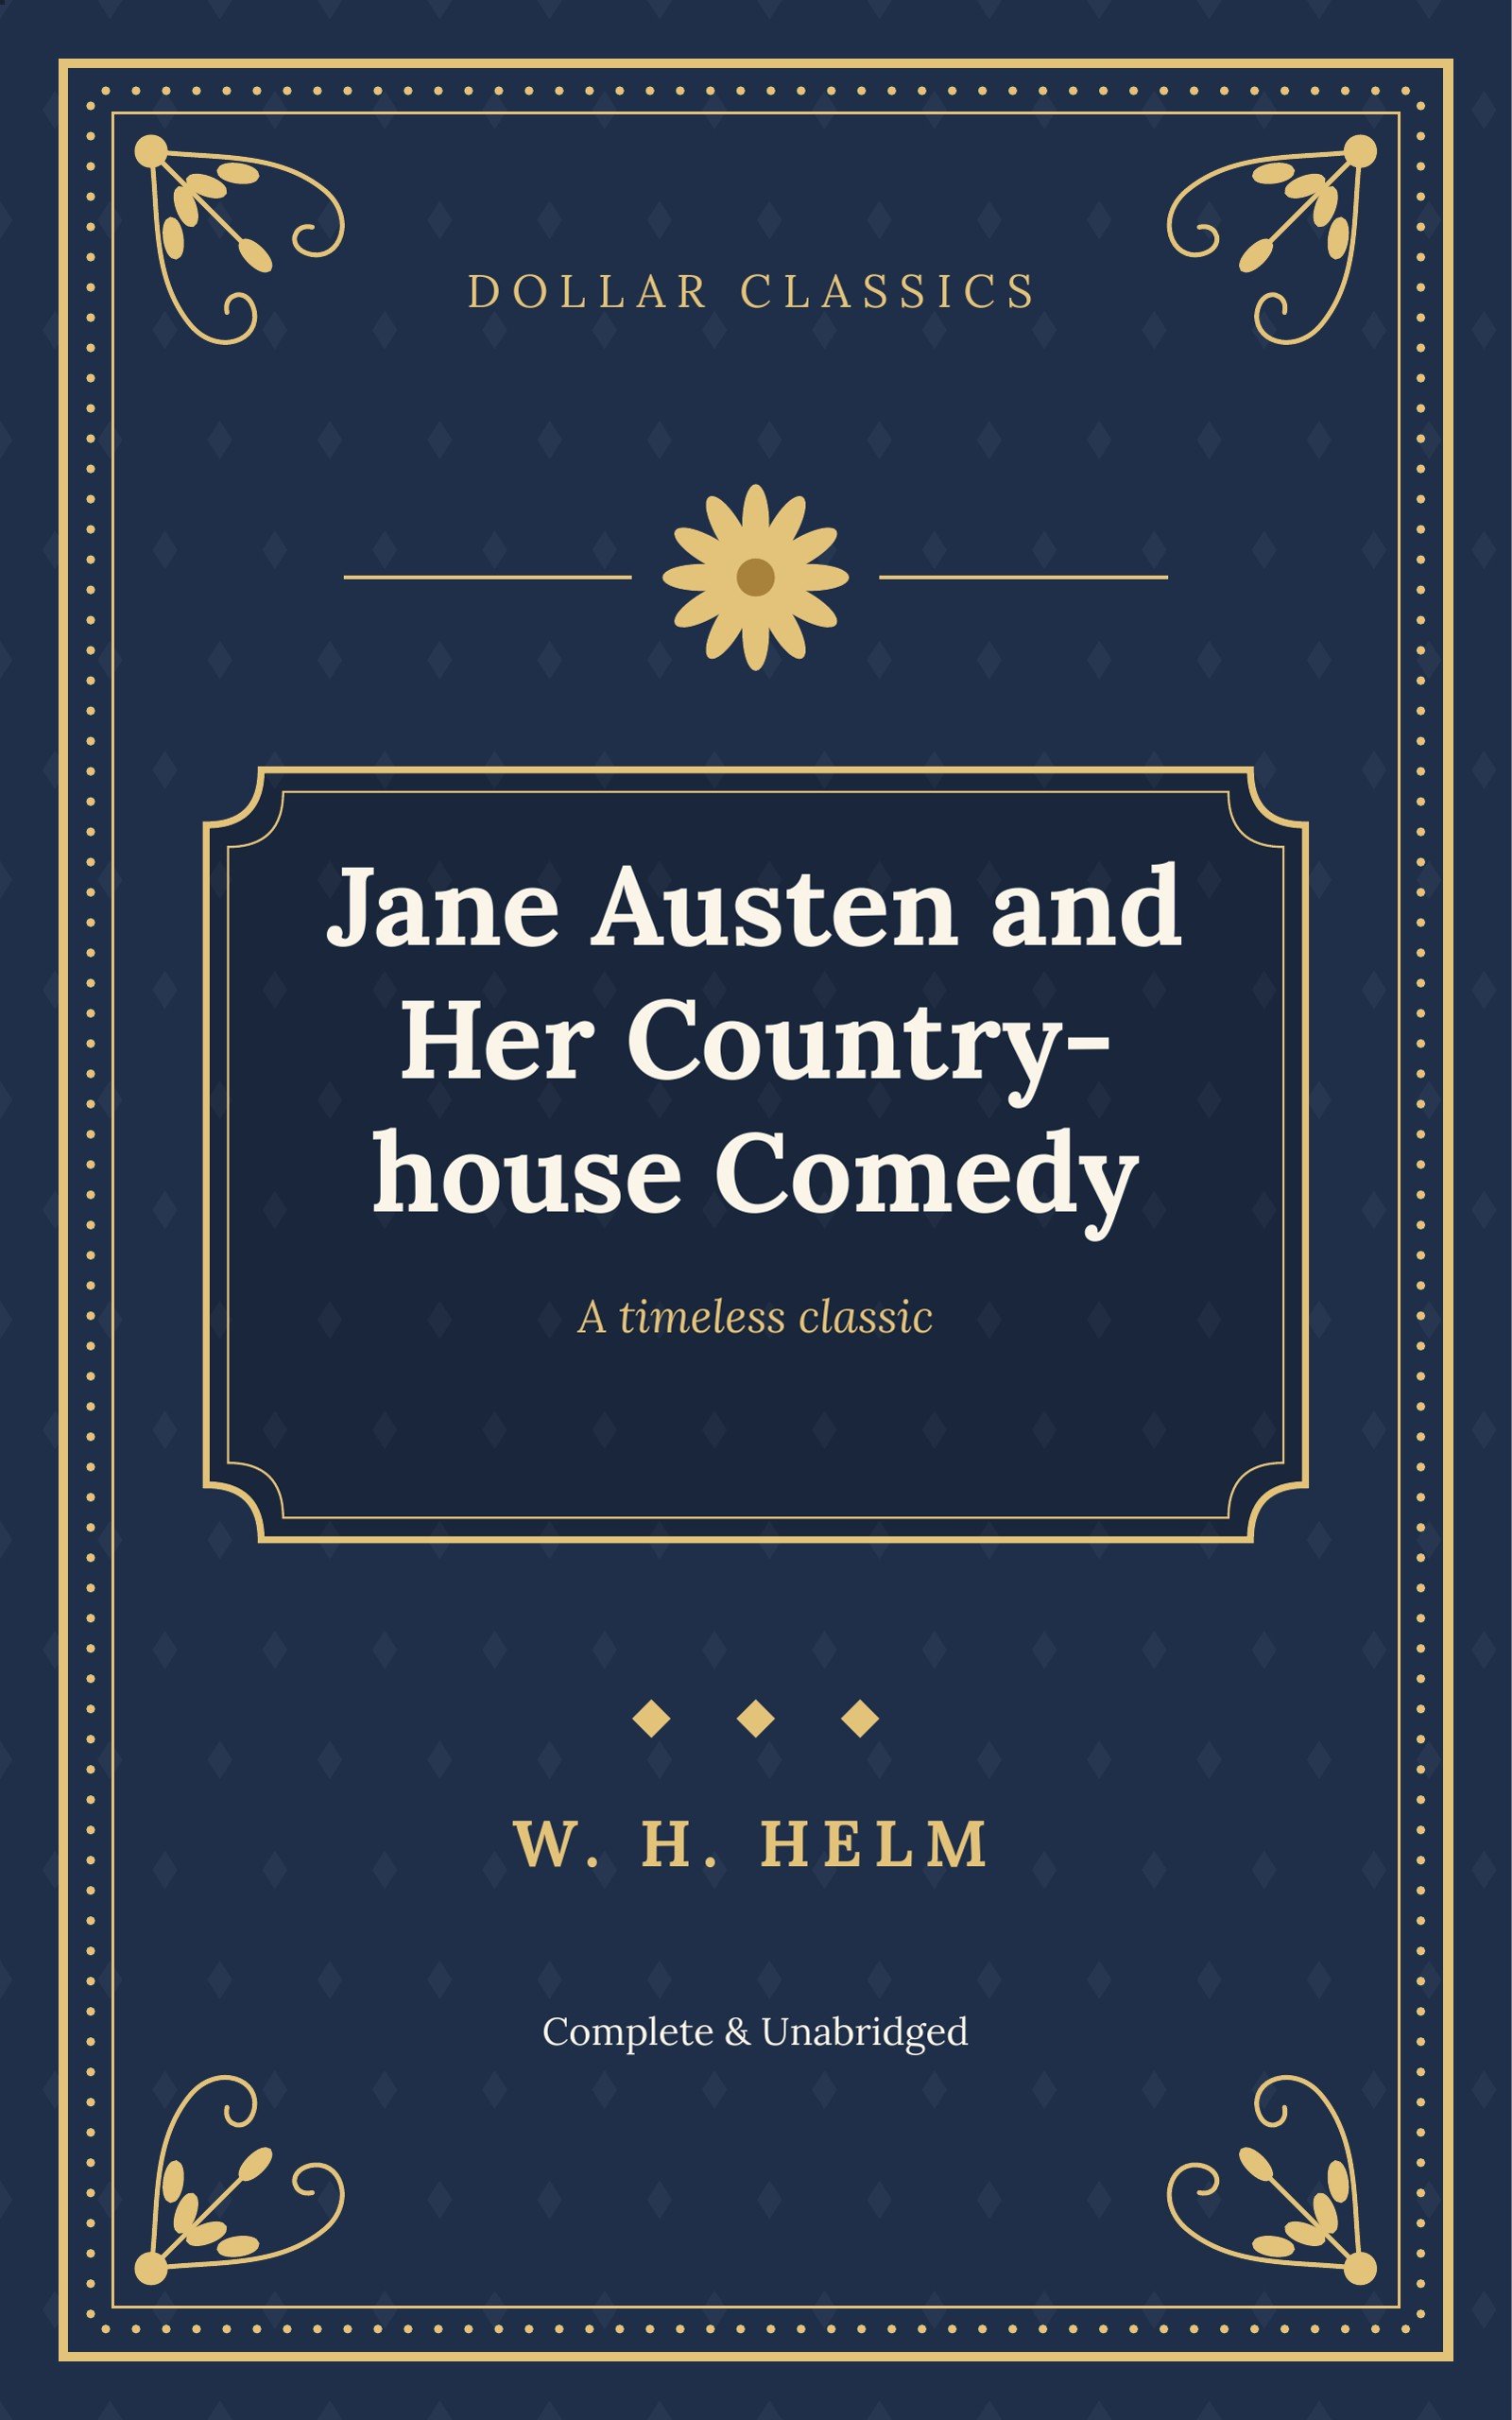 DOLLAR CLASSICS
Jane Austen and
Her Country-
house Comedy
A timeless classic
W. H. HELM
Complete & Unabridged